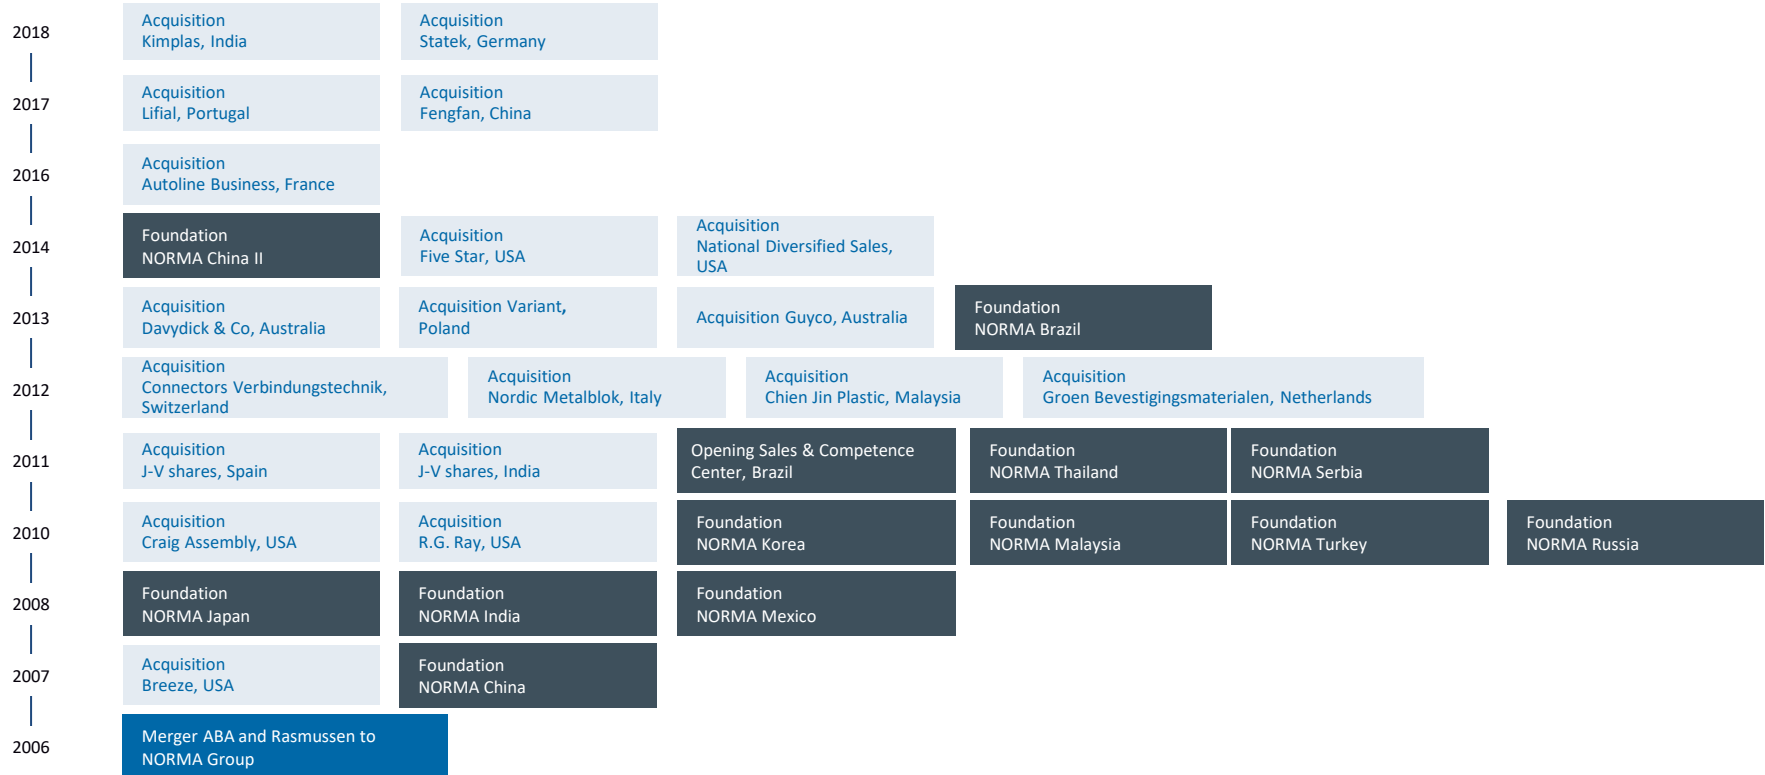 2018
Acquisition
Kimplas, India
Acquisition
Statek, Germany
2017
Acquisition
Lifial, Portugal
Acquisition
Fengfan, China
2016
Acquisition
Autoline Business, France
2014
Foundation
NORMA China II
Acquisition
Five Star, USA
Acquisition
National Diversified Sales,
USA
2013
Acquisition
Davydick & Co, Australia
Acquisition Variant,
Poland
Acquisition Guyco, Australia
Foundation
NORMA Brazil
2012
Acquisition
Connectors Verbindungstechnik,
Switzerland
Acquisition
Nordic Metalblok, Italy
Acquisition
Chien Jin Plastic, Malaysia
Acquisition
Groen Bevestigingsmaterialen, Netherlands
2011
Acquisition
J-V shares, Spain
Acquisition
J-V shares, India
Opening Sales & Competence
Center, Brazil
Foundation
NORMA Thailand
Foundation
NORMA Serbia
2010
Acquisition
Craig Assembly, USA
Acquisition
R.G. Ray, USA
Foundation
NORMA Korea
Foundation
NORMA Malaysia
Foundation
NORMA Turkey
Foundation
NORMA Russia
2008
Foundation
NORMA Japan
Foundation
NORMA India
Foundation
NORMA Mexico
2007
Acquisition
Breeze, USA
Foundation
NORMA China
2006
Merger ABA and Rasmussen to
NORMA Group